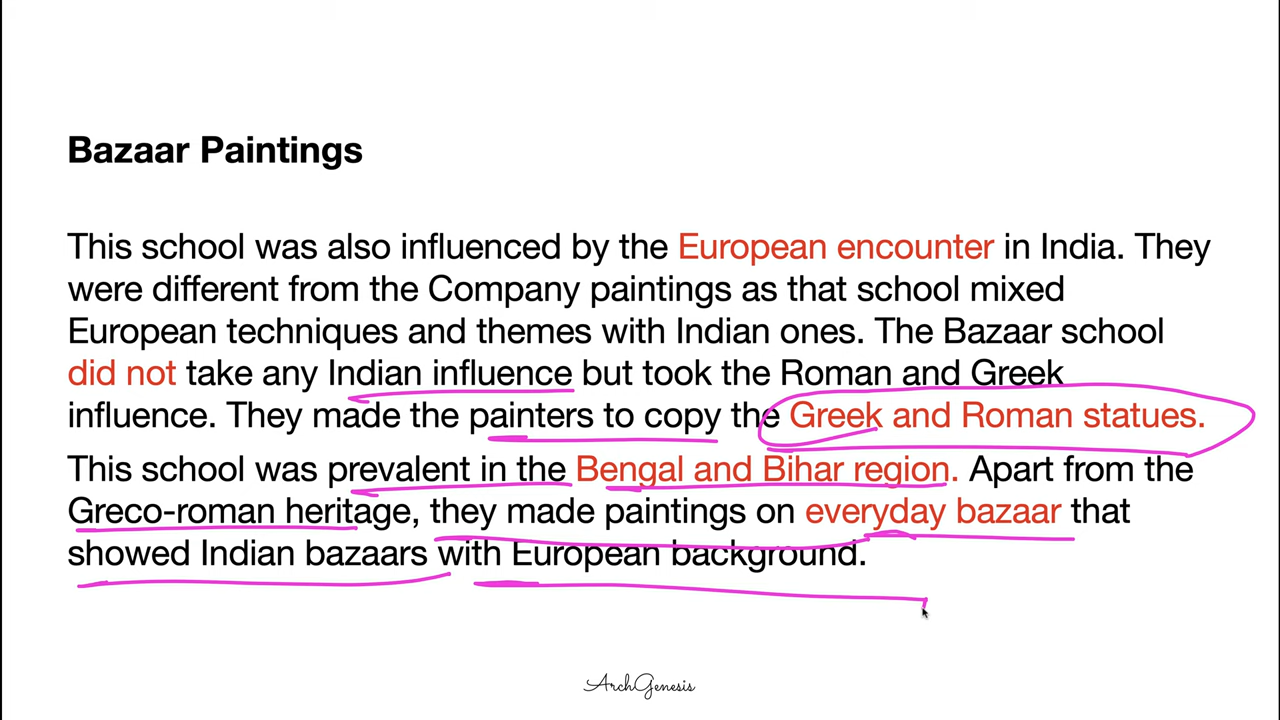 Bazaar Paintings
This school was also influenced by the European encounter in India. They
were different from the Company paintings as that school mixed
European techniques and themes with Indian ones. The Bazaar school
did not take any Indian influence but took the Roman and Greek
influence. They made the painters to copy the Greek and Roman statues.
This school was prevalent in the Bengal and Bihar region. Apart from the
Greco-roman heritage, they made paintings on everyday bazaar that
showed Indian bazaars with European background.
ArchGenesis